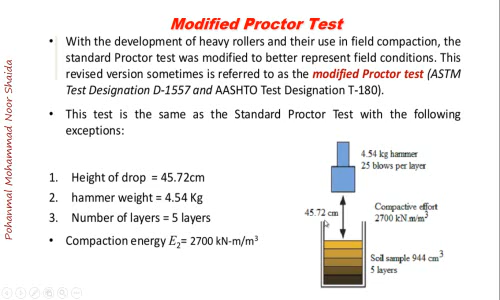 Modified Proctor Test
• With the development of heavy rollers and their use in field compaction, the
standard Proctor test was modified to better represent field conditions. This
revised version sometimes is referred to as the modified Proctor test (ASTM
Test Designation D-1557 and AASHTO Test Designation T-180).
• This test is the same as the Standard Proctor Test with the following
exceptions:
1. Height of drop = 45.72cm
2. hammer weight = 4.54 Kg
3. Number of layers = 5 layers
• Compaction energy E₂= 2700 kN-m/m³
4.54 kg hammer
25 blows per layer
45.72 cm
Compactive effort
2700 kN.m/m³
Soil sample 944 cm³
5 layers
Pohanmal Mohammad Noor Shaida